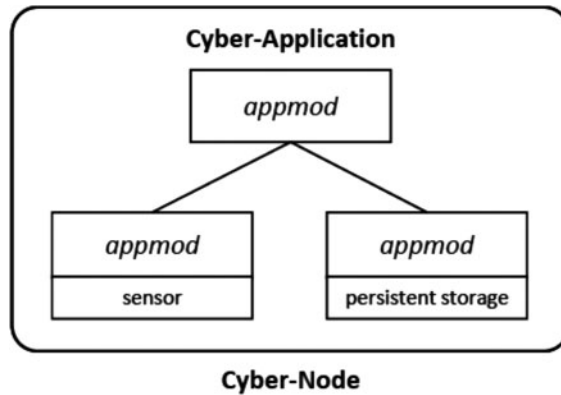 Cyber-Application
appmod
appmod
appmod
sensor
persistent storage
Cyber-Node